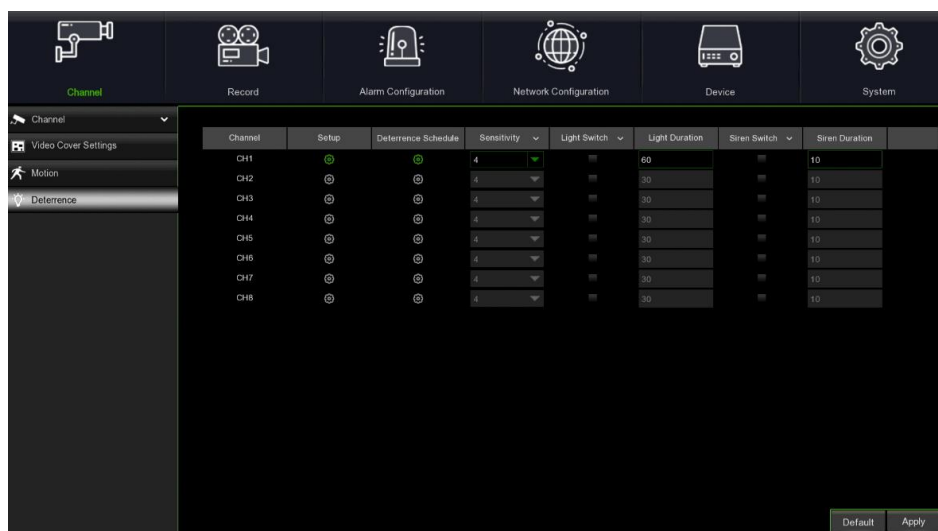 Channel Record Alarm Configuration Network Configuration Device System
Channel
Video Cover Settings
Motion
Deterrence
Channel Setup Deterrence Schedule Sensitivity Light Switch Light Duration Siren Switch Siren Duration
CH1 4 60 10
CH2 4 30 10
CH3 4 30 10
CH4 4 30 10
CH5 4 30 10
CH6 4 30 10
CH7 4 30 10
CH8 4 30 10
Default Apply